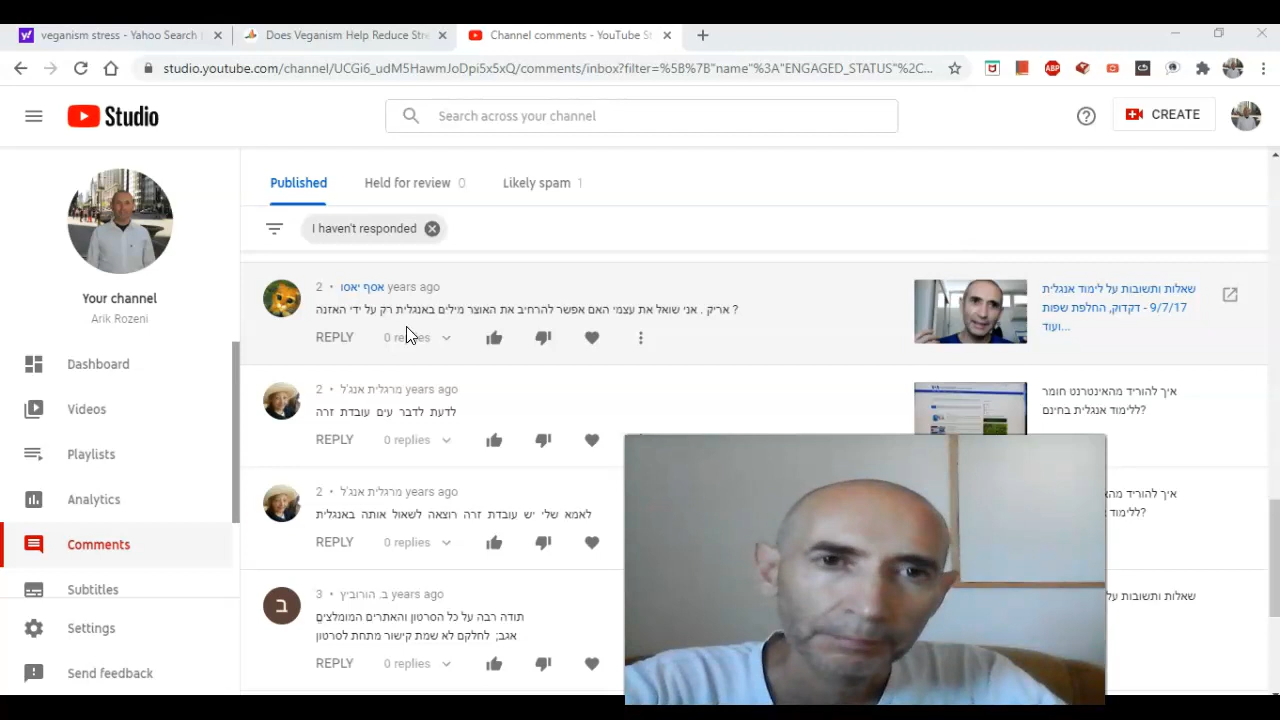 veganism stress - Yahoo Search
Does Veganism Help Reduce Stre
Channel comments - YouTube St
studio.youtube.com/channel/UCGi6_udM5HawmJoDpi5x5xQ/comments/inbox?filter=%5B%7B"name"%3A"ENGAGED_STATUS"%2C...
Studio
Search across your channel
CREATE
Your channel
Arik Rozeni
Dashboard
Videos
Playlists
Analytics
Comments
Subtitles
Settings
Send feedback
Published
Held for review 0
Likely spam 1
I haven't responded
2 • אסף יאסו years ago
אריק . אני שואל את עצמי האם אפשר להרחיב את האוצר מילים באנגלית רק על ידי האזנה ?
REPLY 0 replies
שאלות ותשובות על לימוד אנגלית
9/7/17 - דקדוק, החלפת שפות
ועוד...
2 • מרגלית אנג'ל years ago
לדעת לדבר עים עובדת זרה
REPLY 0 replies
איך להוריד מהאינטרנט חומר
ללימוד אנגלית בחינם?
2 • מרגלית אנג'ל years ago
לאמא שלי יש עובדת זרה רוצאה לשאול אותה באנגלית
REPLY 0 replies
איך להוריד מהאינטרנט חומר
3 • ב. הורוביץ years ago
תודה רבה על כל הסרטון והאתרים המומלצים
אגב; לחלקם לא שמת קישור מתחת לסרטון
REPLY 0 replies
שאלות ותשובות על
ב